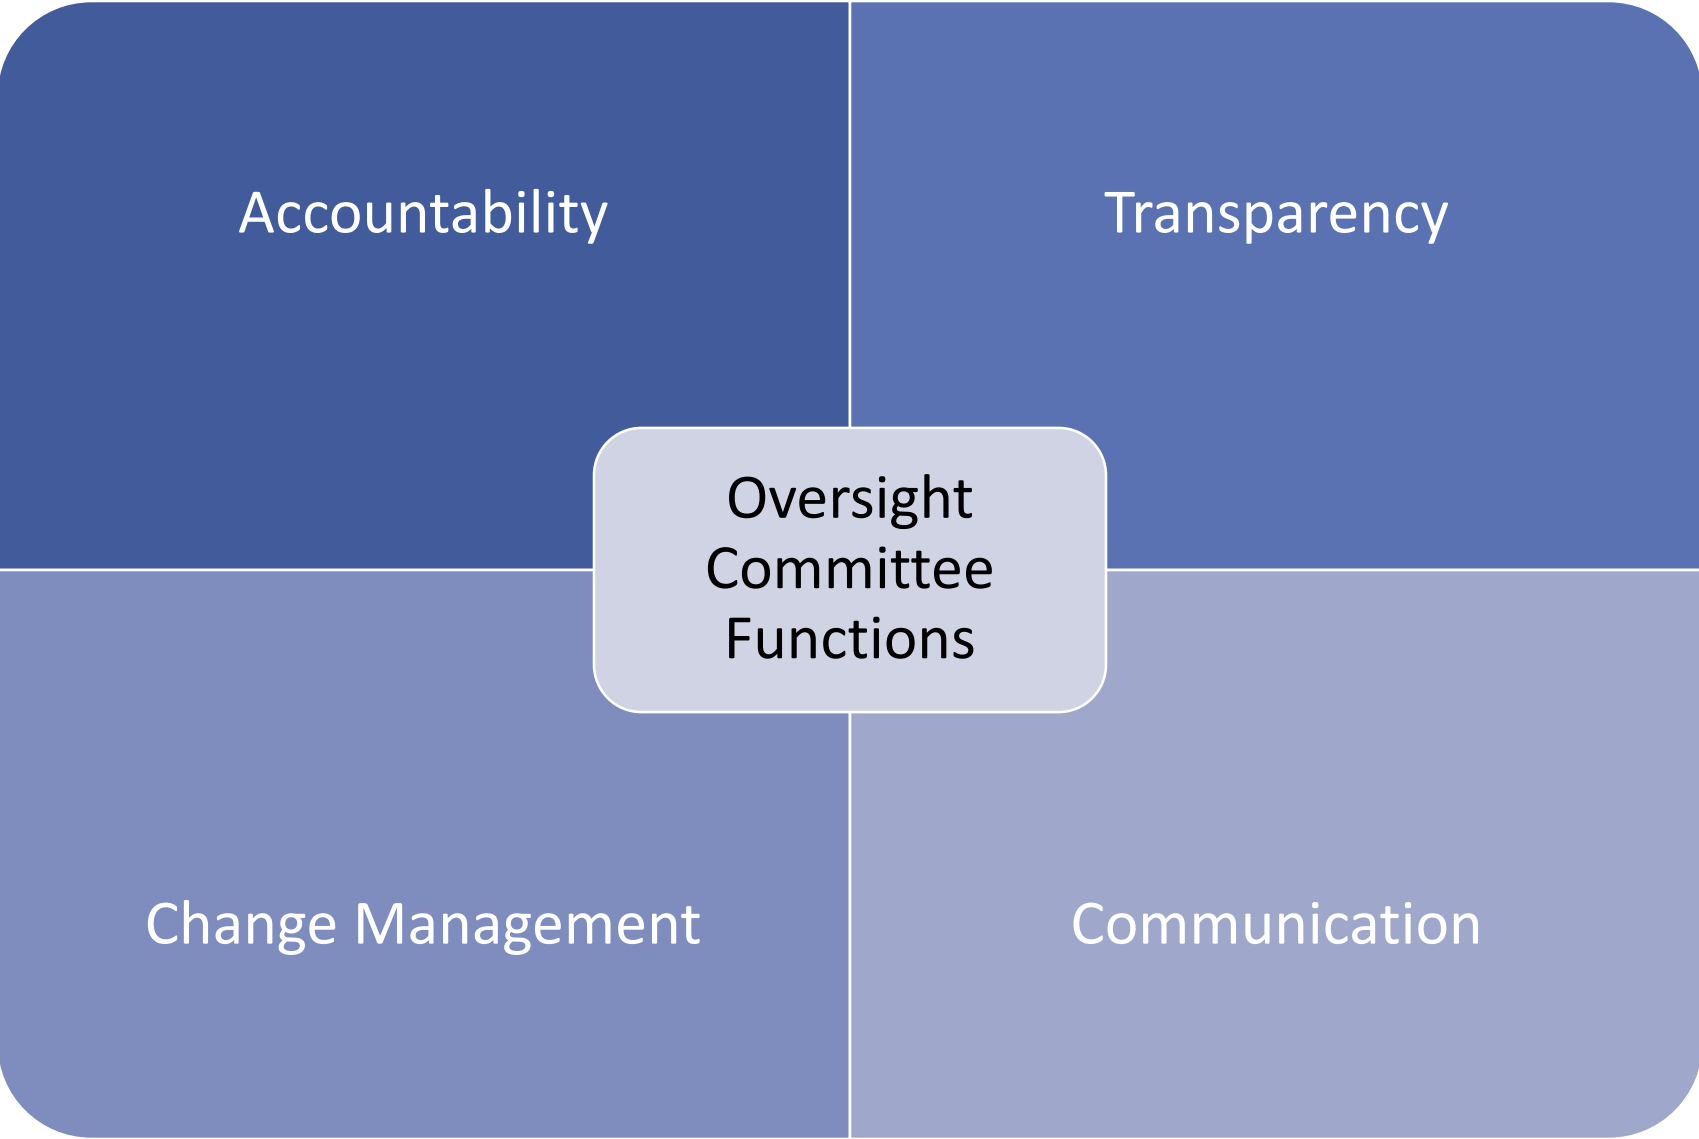 Accountability
Transparency
Oversight
Committee
Functions
Change Management
Communication